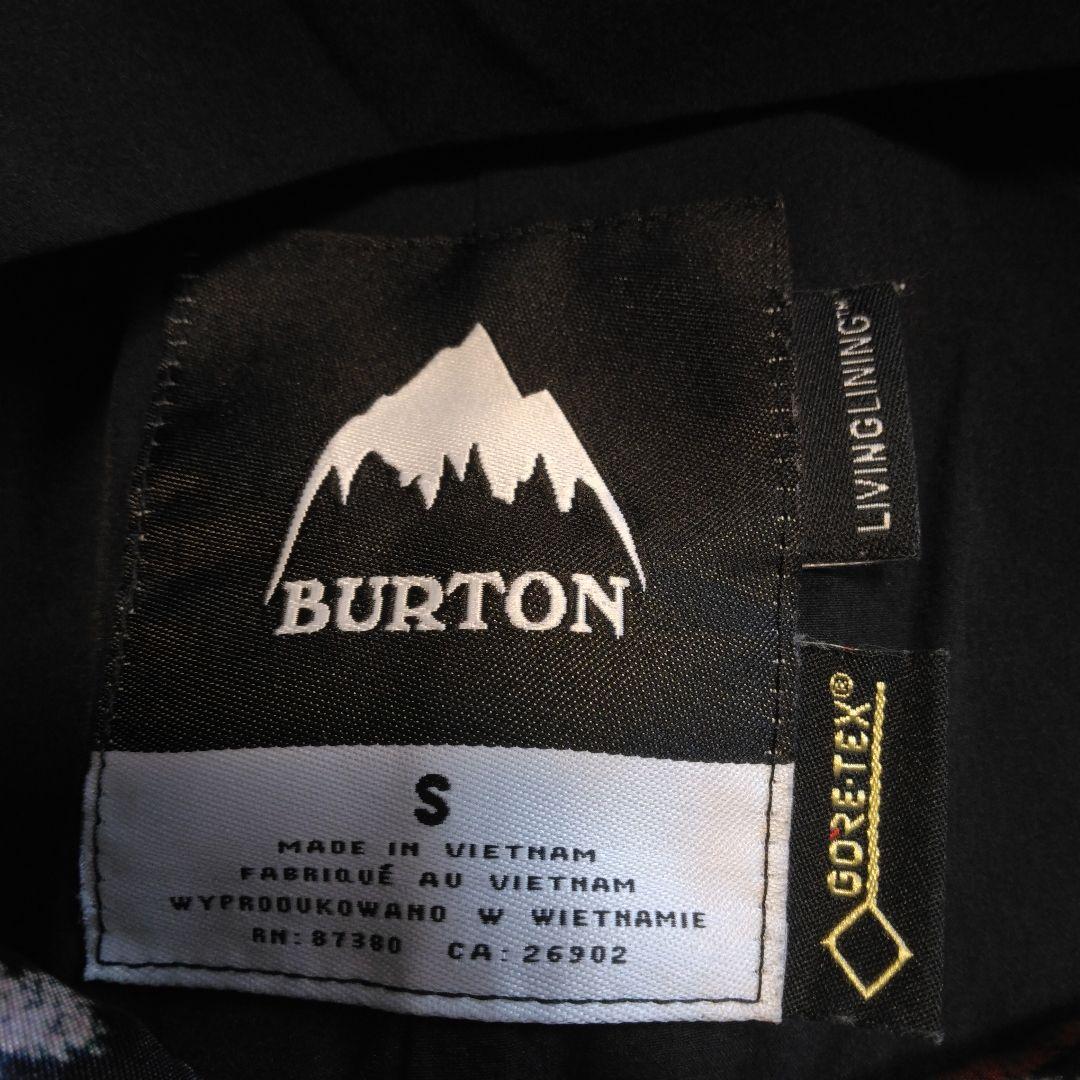 BURTON
S
MADE IN VIETNAM
FABRIQUÉ AU VIETNAM
WYPRODUKOWANO W WIETNAMIE
RN: 87380 CA: 26902
LIVINGLINING™
GORE-TEX®